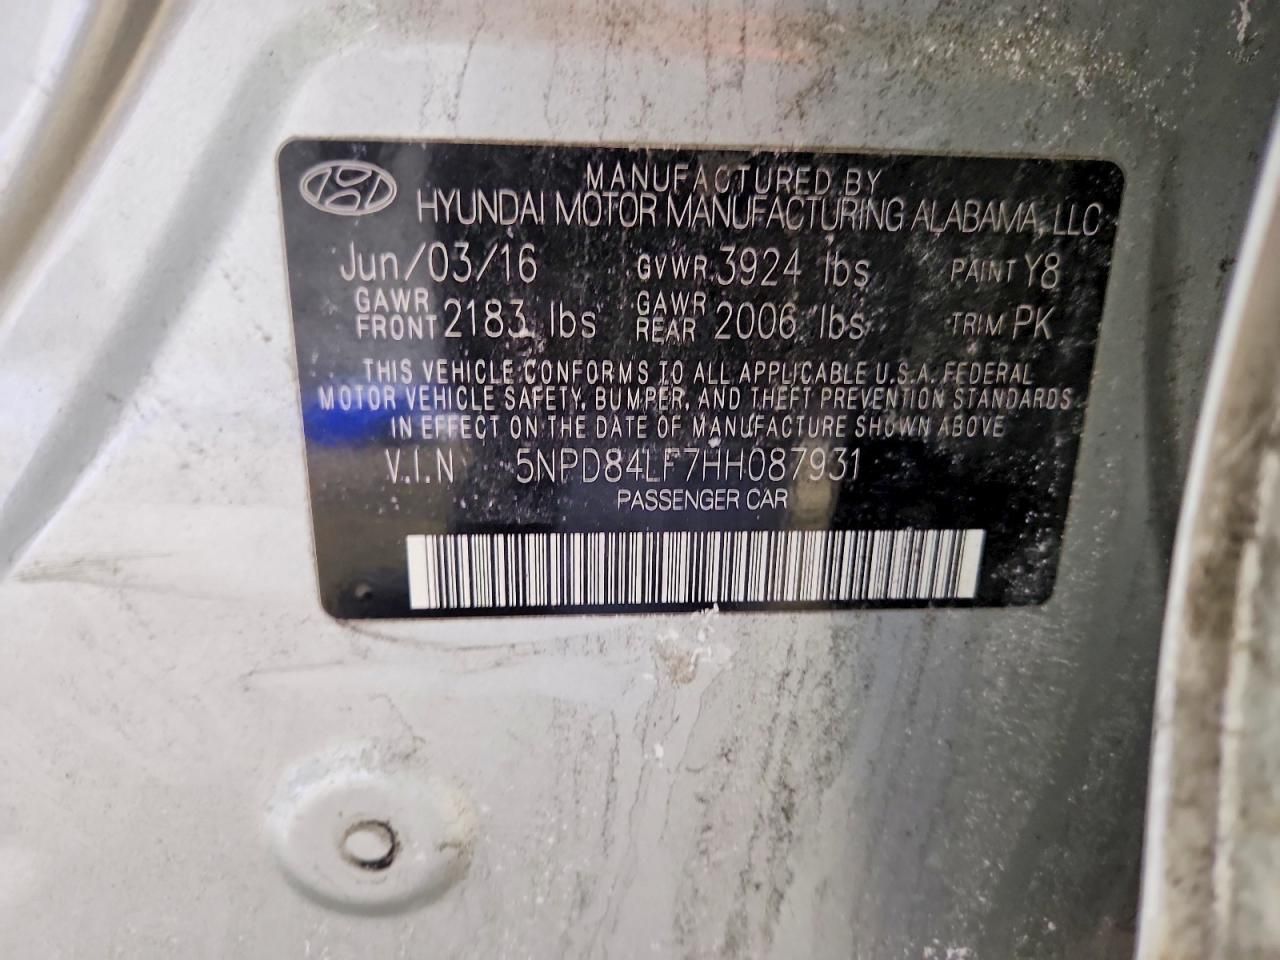 MANUFACTURED BY
HYUNDAI MOTOR MANUFACTURING ALABAMA, LLC
Jun/03/16 GVWR 3924 lbs PAINT Y8
GAWR FRONT 2183 lbs GAWR REAR 2006 lbs TRIM PK
THIS VEHICLE CONFORMS TO ALL APPLICABLE U.S.A. FEDERAL
MOTOR VEHICLE SAFETY, BUMPER, AND THEFT PREVENTION STANDARDS
IN EFFECT ON THE DATE OF MANUFACTURE SHOWN ABOVE
V.I.N 5NPD84LF7HH087931
PASSENGER CAR